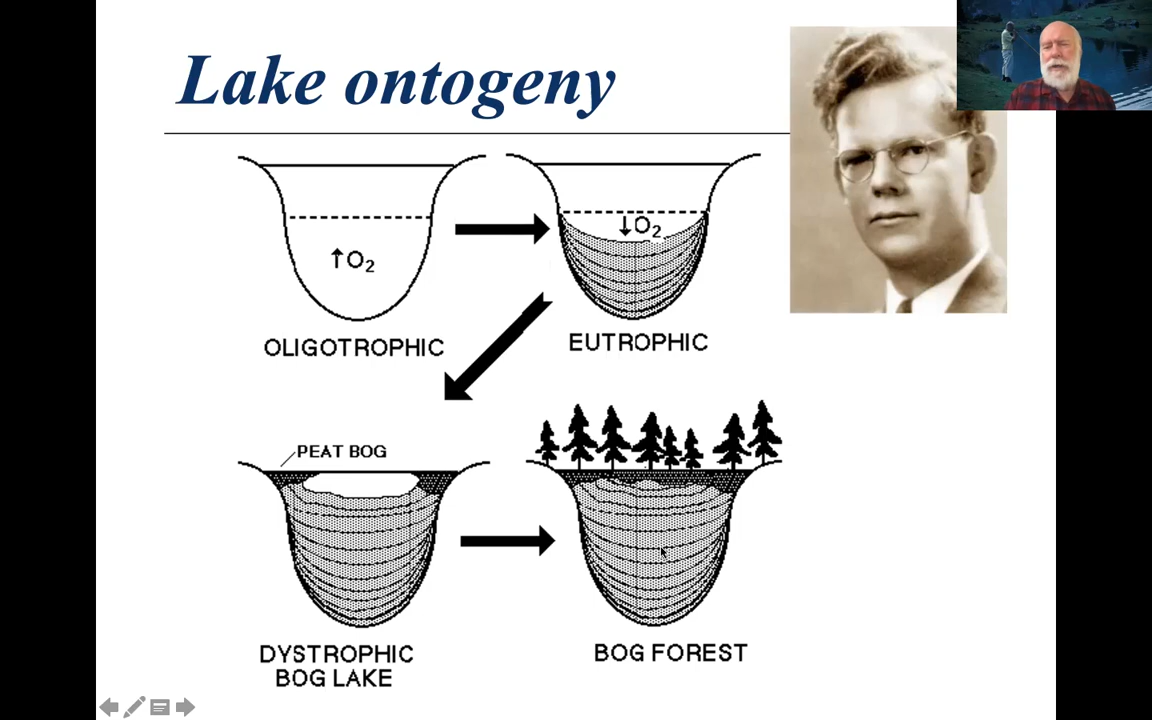 Lake ontogeny
↑O₂
↓O₂
OLIGOTROPHIC
EUTROPHIC
PEAT BOG
DYSTROPHIC
BOG LAKE
BOG FOREST